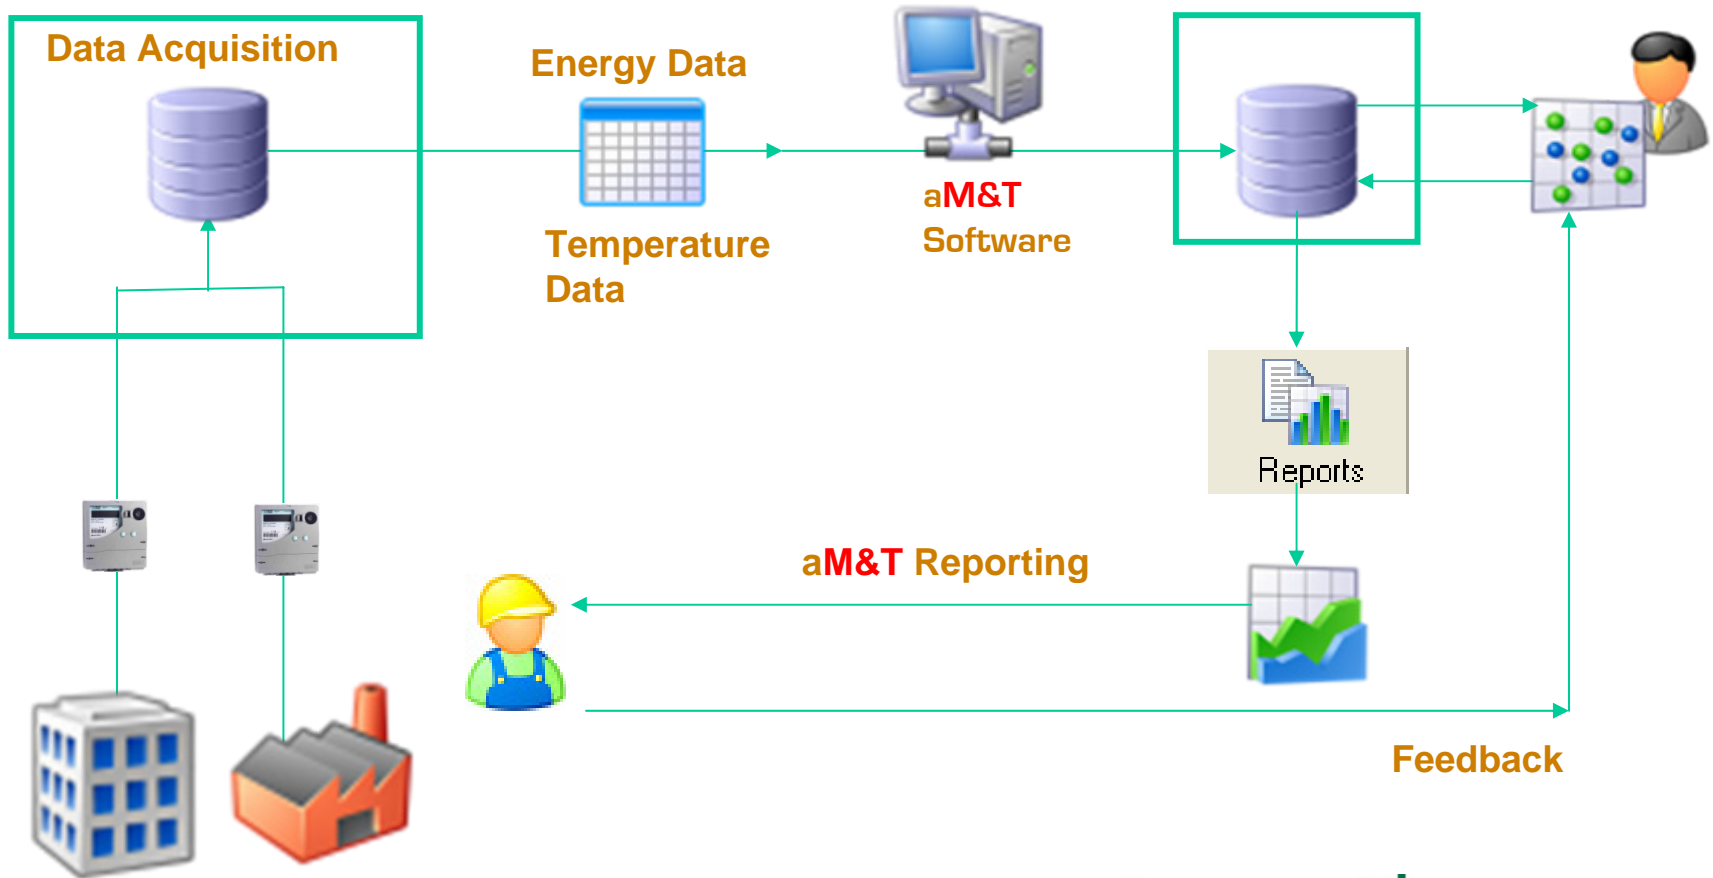 Data Acquisition
Energy Data
Temperature
Data
aM&T
Software
Reports
aM&T Reporting
Feedback